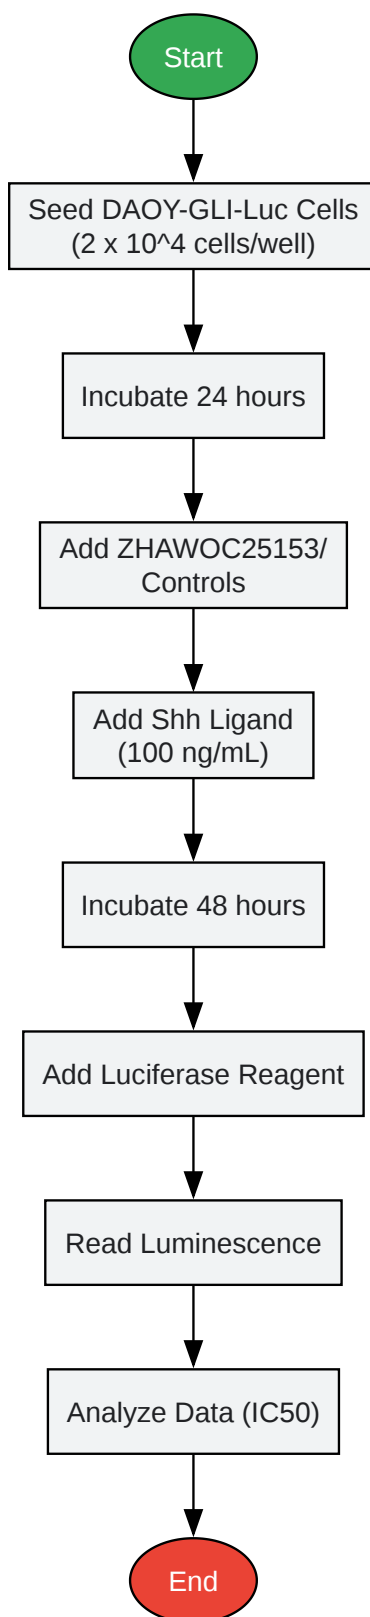 Start
Seed DAOY-GLI-Luc Cells
(2 x 10^4 cells/well)
Incubate 24 hours
Add ZHAWOC25153/
Controls
Add Shh Ligand
(100 ng/mL)
Incubate 48 hours
Add Luciferase Reagent
Read Luminescence
Analyze Data (IC50)
End